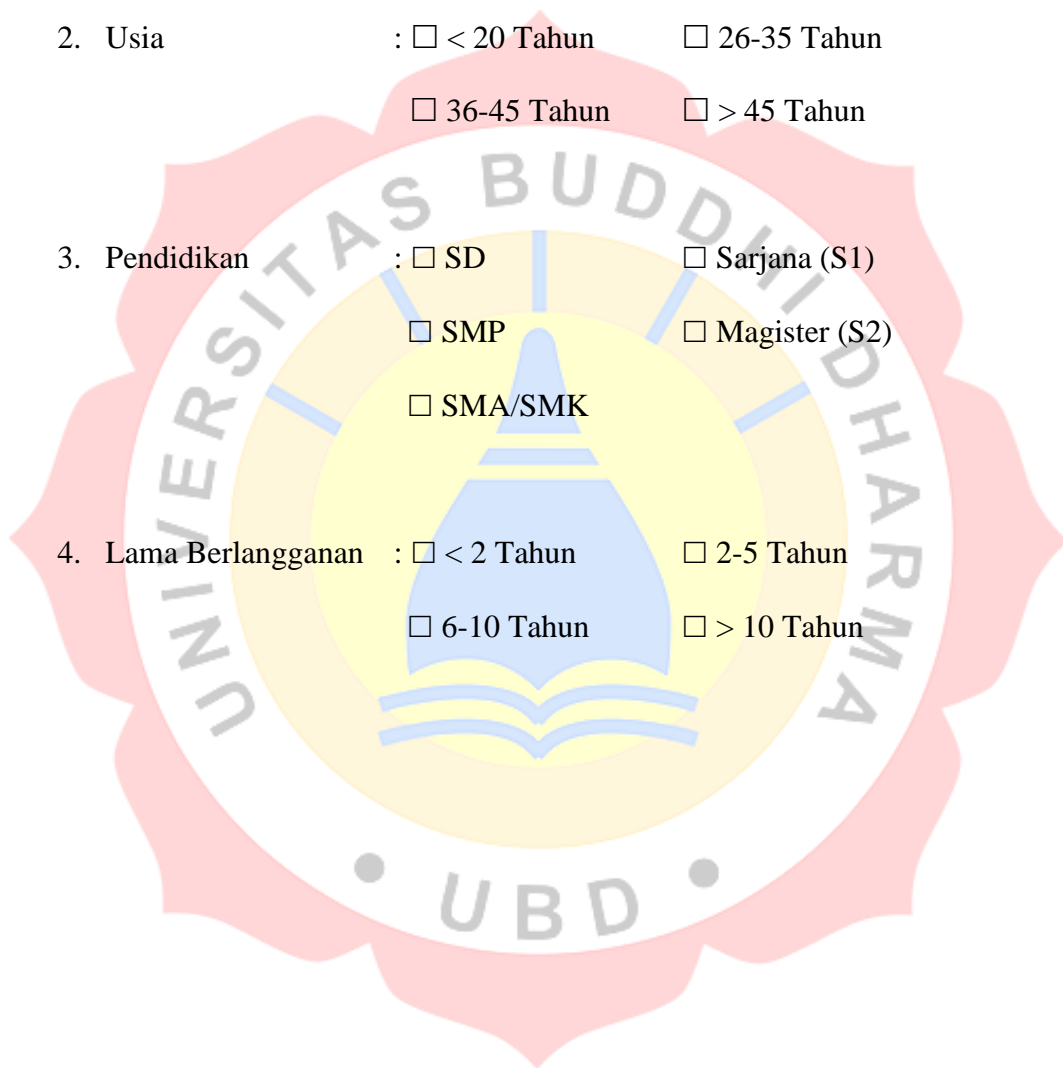 2. Usia : ☐ < 20 Tahun ☐ 26-35 Tahun
☐ 36-45 Tahun ☐ > 45 Tahun
3. Pendidikan : ☐ SD ☐ Sarjana (S1)
☐ SMP ☐ Magister (S2)
☐ SMA/SMK
4. Lama Berlangganan : ☐ < 2 Tahun ☐ 2-5 Tahun
☐ 6-10 Tahun ☐ > 10 Tahun
UNIVERSITAS BUDDHI DHARMA
• UBD •